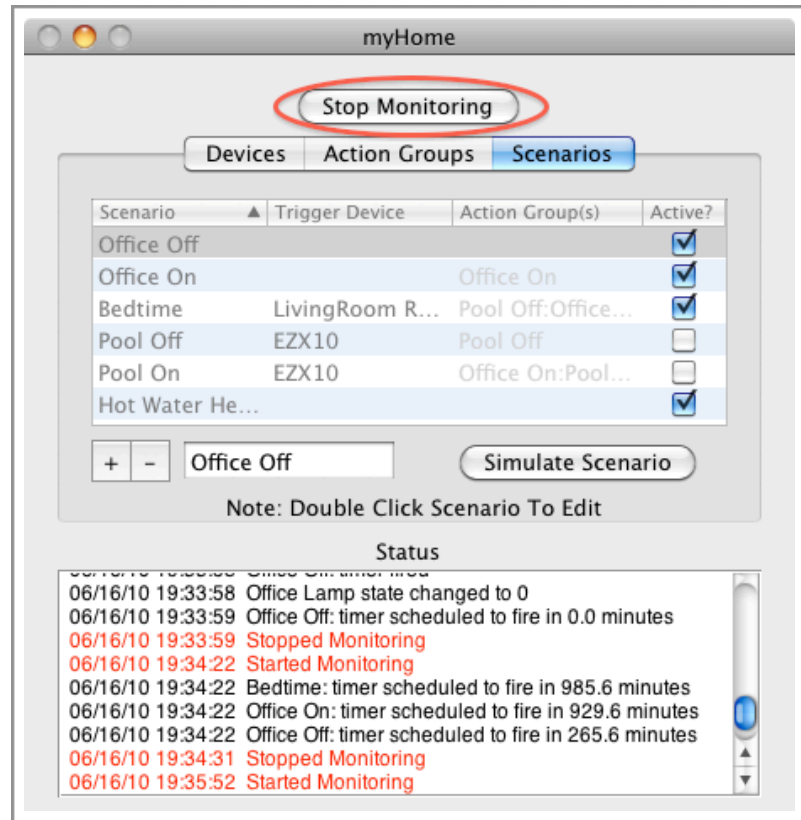 myHome
Stop Monitoring
Devices Action Groups Scenarios
Scenario Trigger Device Action Group(s) Active?
Office Off
Office On Office On
Bedtime LivingRoom R... Pool Off:Office...
Pool Off EZX10 Pool Off
Pool On EZX10 Office On:Pool...
Hot Water He...
+ - Office Off Simulate Scenario
Note: Double Click Scenario To Edit
Status
Office Off: timer fired
06/16/10 19:33:58 Office Lamp state changed to 0
06/16/10 19:33:59 Office Off: timer scheduled to fire in 0.0 minutes
06/16/10 19:33:59 Stopped Monitoring
06/16/10 19:34:22 Started Monitoring
06/16/10 19:34:22 Bedtime: timer scheduled to fire in 985.6 minutes
06/16/10 19:34:22 Office On: timer scheduled to fire in 929.6 minutes
06/16/10 19:34:22 Office Off: timer scheduled to fire in 265.6 minutes
06/16/10 19:34:31 Stopped Monitoring
06/16/10 19:35:52 Started Monitoring